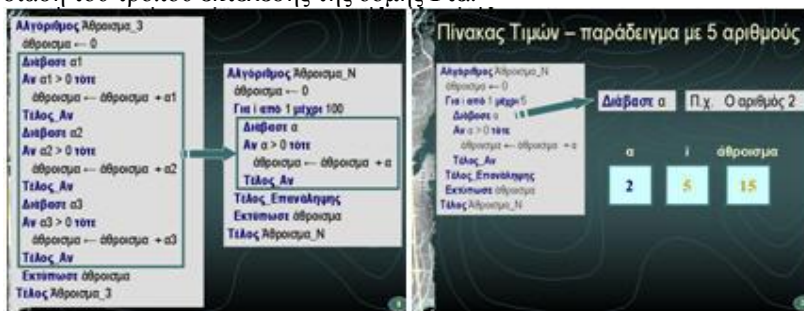 Αλγόριθμος Άθροισμα_3
άθροισμα ← 0
Διάβασε α1
Αν α1 > 0 τότε
άθροισμα ← άθροισμα + α1
Τέλος_Αν
Διάβασε α2
Αν α2 > 0 τότε
άθροισμα ← άθροισμα + α2
Τέλος_Αν
Διάβασε α3
Αν α3 > 0 τότε
άθροισμα ← άθροισμα + α3
Τέλος_Αν
Εκτύπωσε άθροισμα
Τέλος Άθροισμα_3
Αλγόριθμος Άθροισμα_Ν
άθροισμα ← 0
Για i από 1 μέχρι 100
Διάβασε α
Αν α > 0 τότε
άθροισμα ← άθροισμα + α
Τέλος_Αν
Τέλος_Επανάληψης
Εκτύπωσε άθροισμα
Τέλος Άθροισμα_Ν
Πίνακας Τιμών – παράδειγμα με 5 αριθμούς
Αλγόριθμος Άθροισμα_Ν
άθροισμα ← 0
Για i από 1 μέχρι 5
Διάβασε α
Αν α > 0 τότε
άθροισμα ← άθροισμα + α
Τέλος_Αν
Τέλος_Επανάληψης
Εκτύπωσε άθροισμα
Τέλος Άθροισμα_Ν
Διάβασε α Π.χ. Ο αριθμός 2
α i άθροισμα
2 5 15